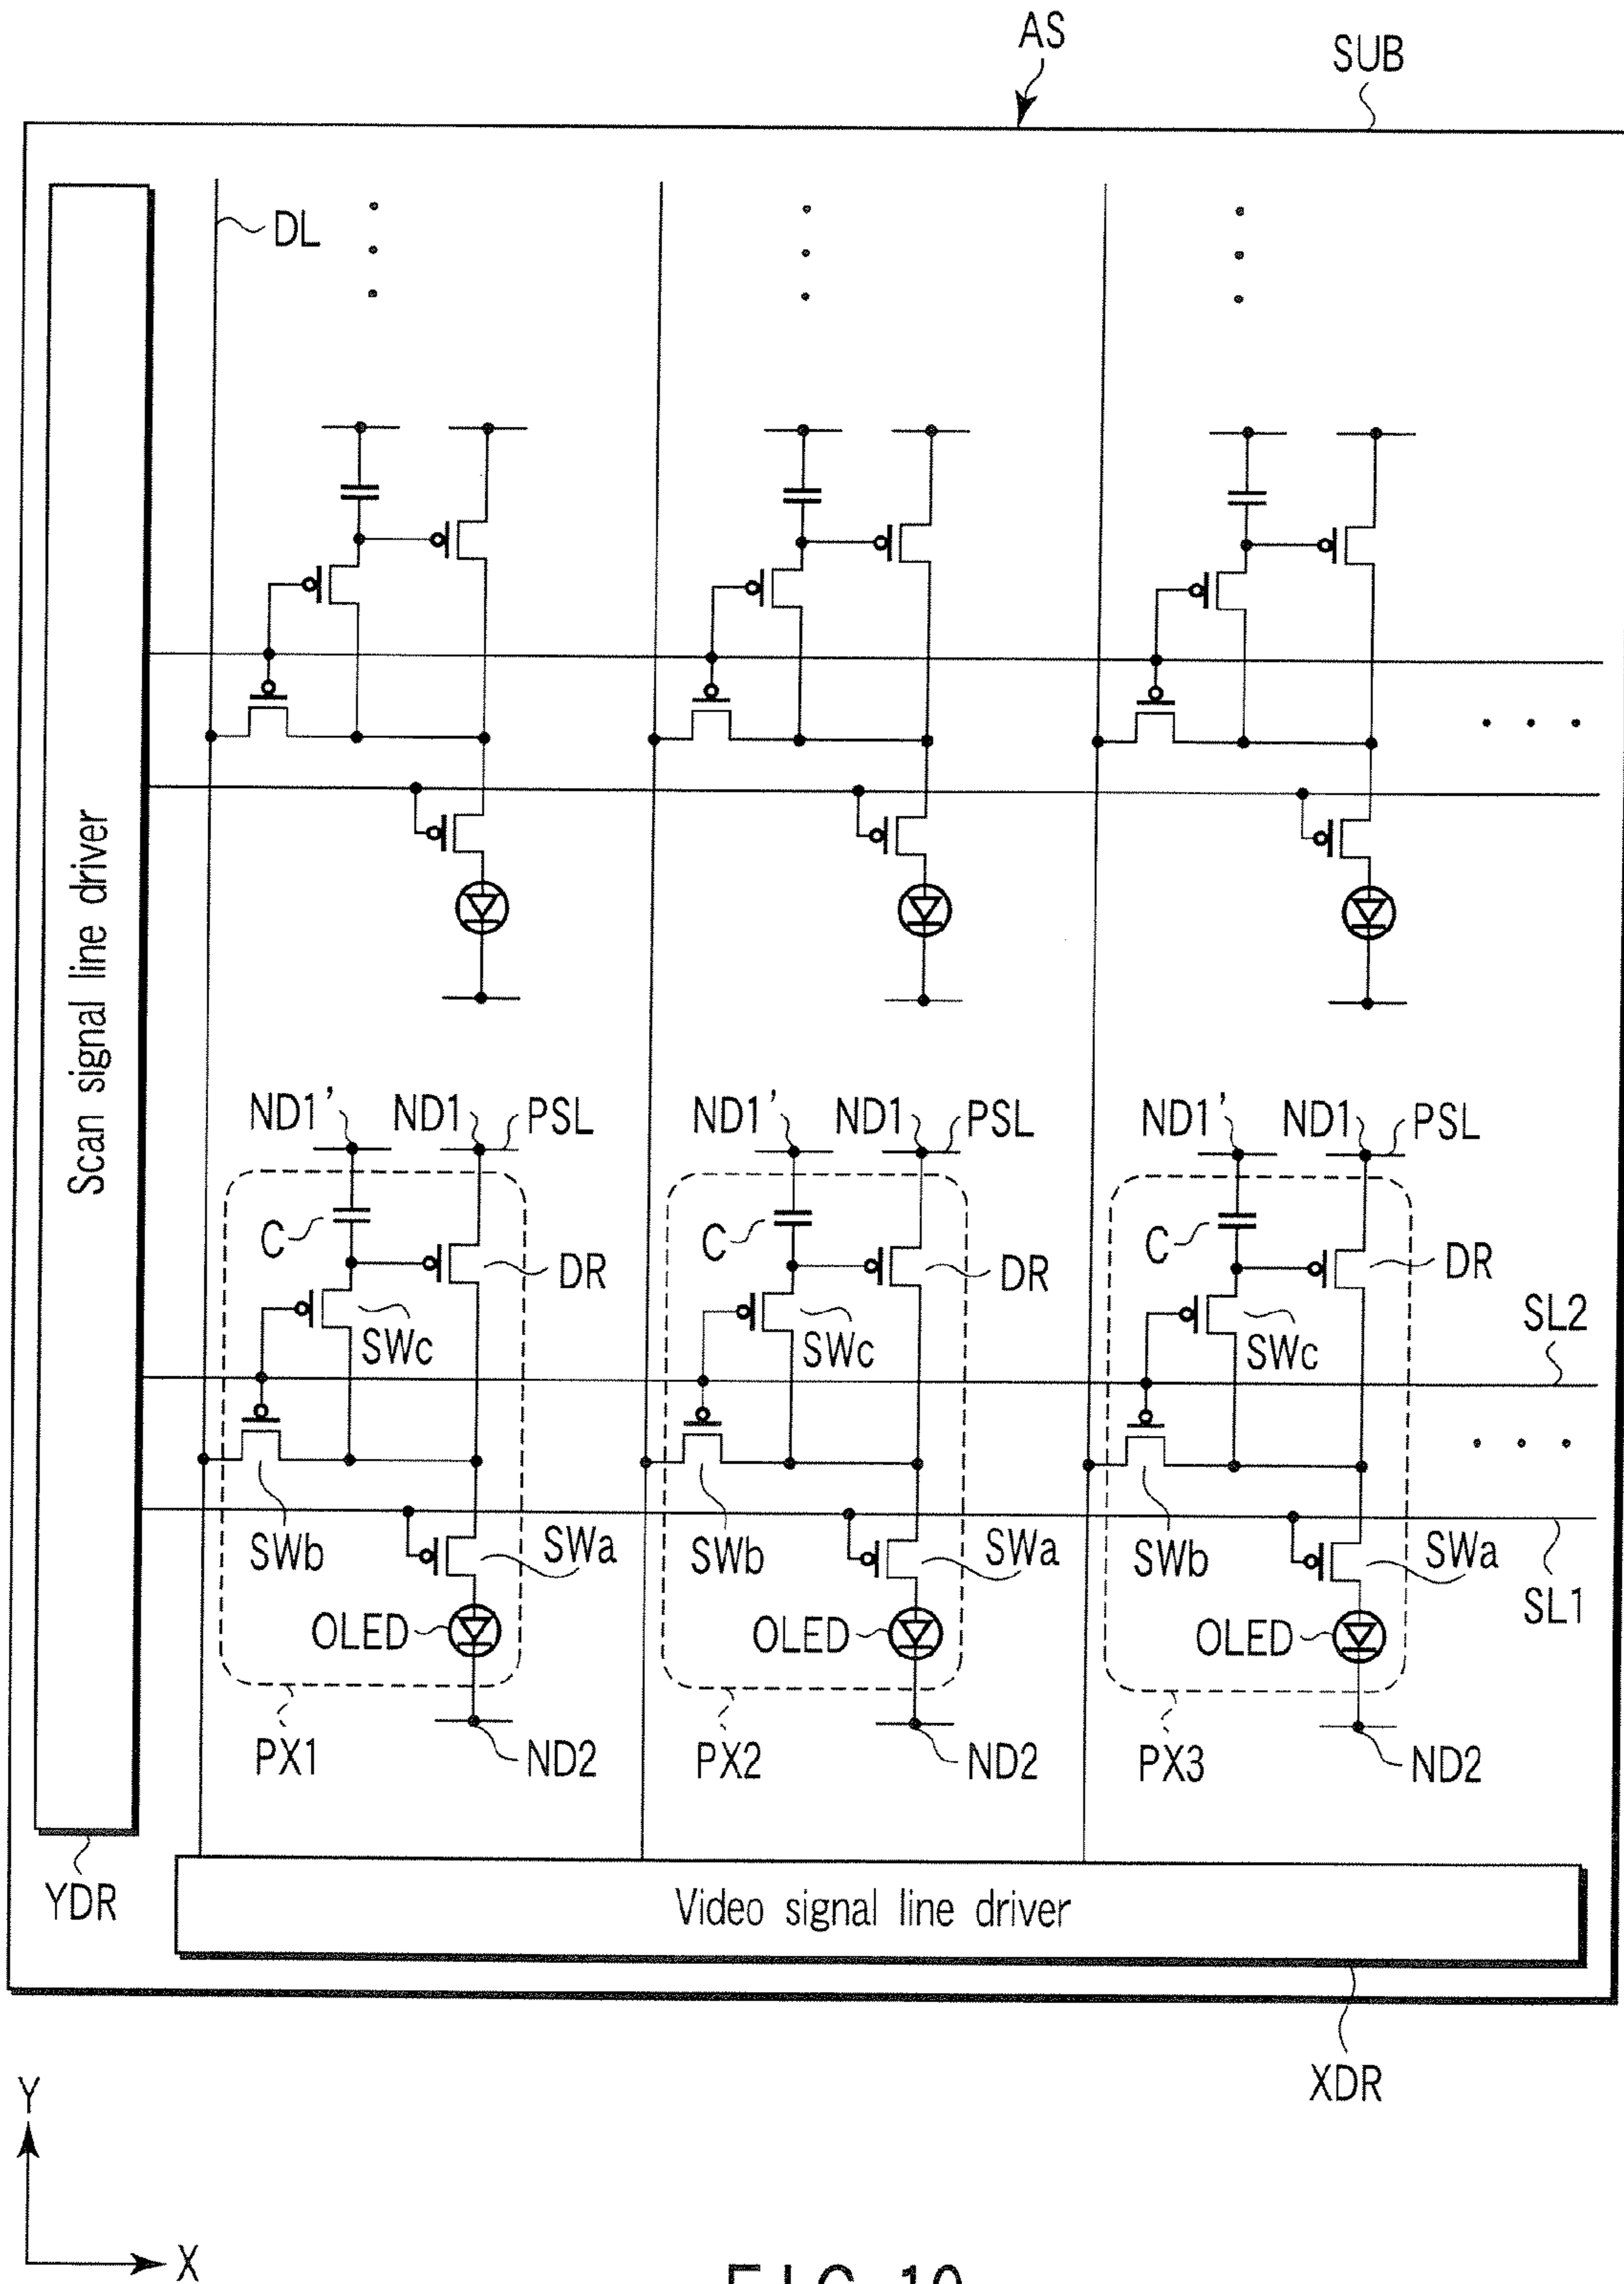 AS
SUB
DL
Scan signal line driver
ND1' ND1 PSL ND1' ND1 PSL ND1' ND1 PSL
C DR C DR C DR
SWc SWc SWc
SL2
SWb SWa SWb SWa SWb SWa
SL1
OLED OLED OLED
PX1 ND2 PX2 ND2 PX3 ND2
YDR
Video signal line driver
XDR
Y
X